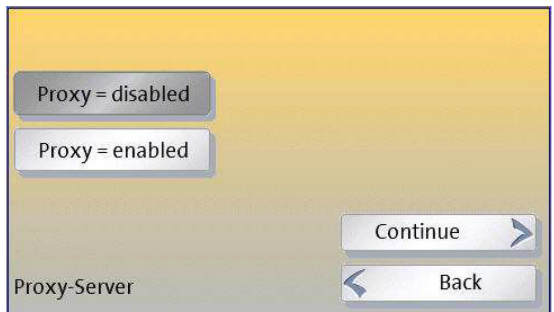 Proxy = disabled
Proxy = enabled
Continue
Back
Proxy-Server